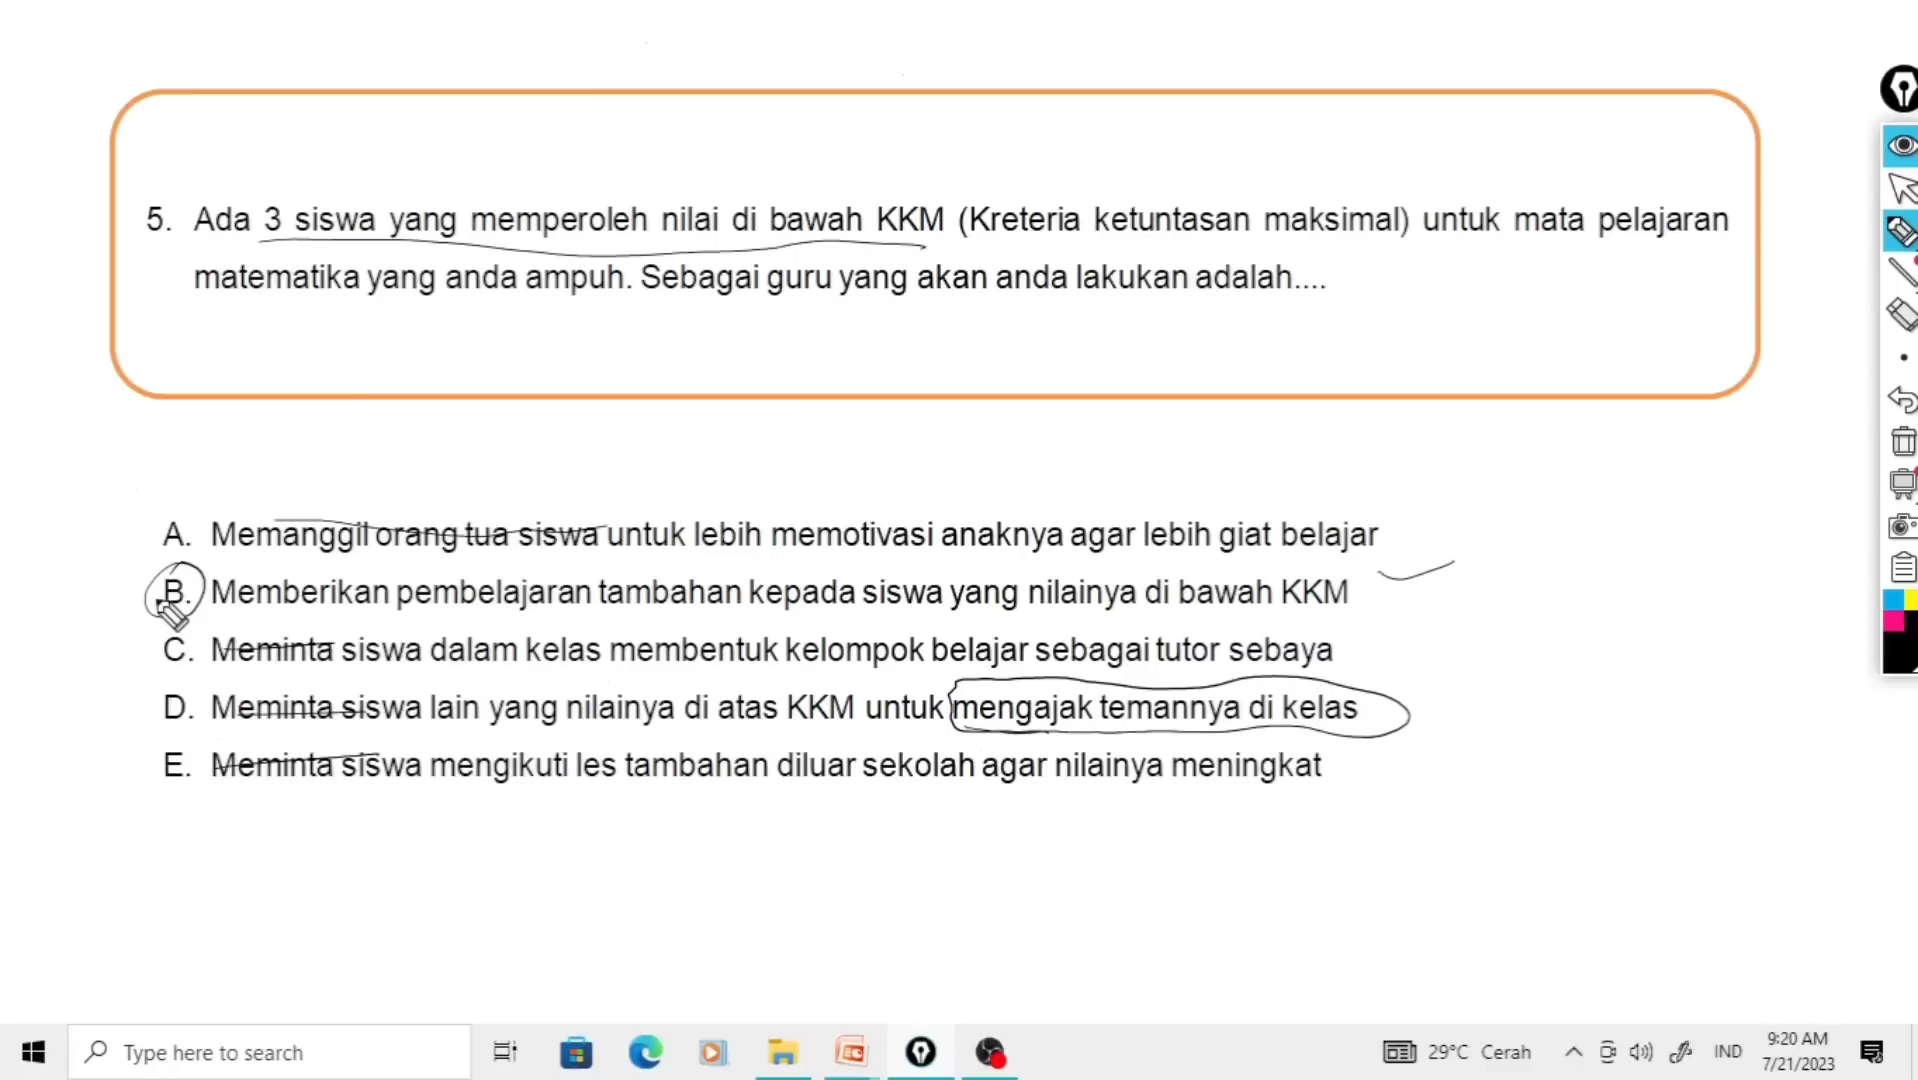 5. Ada 3 siswa yang memperoleh nilai di bawah KKM (Kreteria ketuntasan maksimal) untuk mata pelajaran
matematika yang anda ampuh. Sebagai guru yang akan anda lakukan adalah....
A. Memanggil orang tua siswa untuk lebih memotivasi anaknya agar lebih giat belajar
B. Memberikan pembelajaran tambahan kepada siswa yang nilainya di bawah KKM
C. Meminta siswa dalam kelas membentuk kelompok belajar sebagai tutor sebaya
D. Meminta siswa lain yang nilainya di atas KKM untuk mengajak temannya di kelas
E. Meminta siswa mengikuti les tambahan diluar sekolah agar nilainya meningkat
Type here to search
29°C Cerah
IND
9:20 AM
7/21/2023